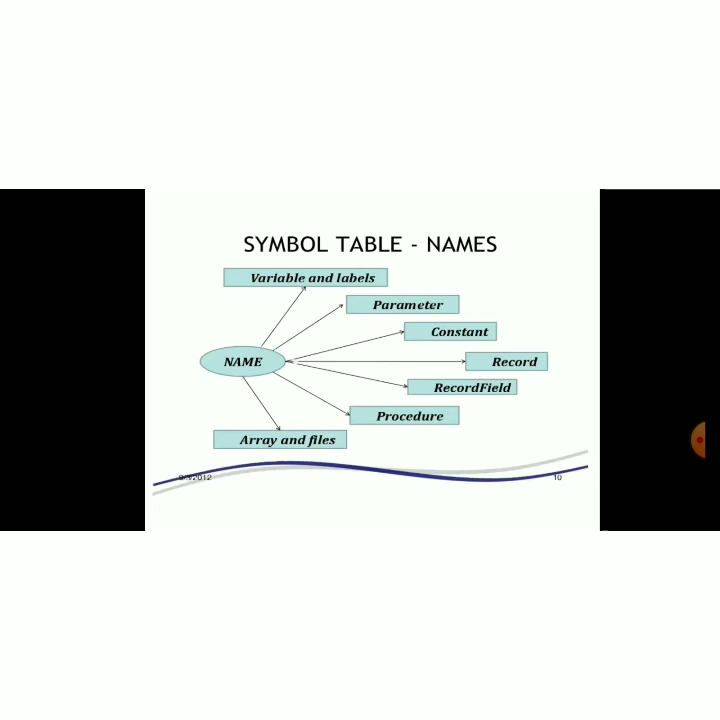 SYMBOL TABLE - NAMES
Variable and labels
Parameter
Constant
NAME
Record
RecordField
Procedure
Array and files
10